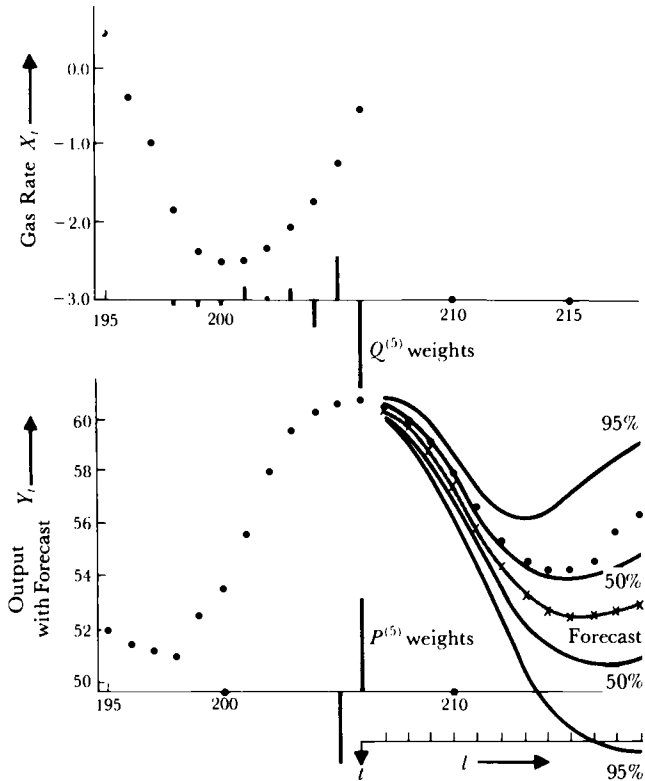 0.0
Gas Rate X_t
−1.0
−2.0
−3.0
195
200
210
215
Q^(5) weights
60
95%
58
Output
with Forecast
Y_t
56
54
50%
52
P^(5) weights
Forecast
50
50%
195
200
210
t
l
95%